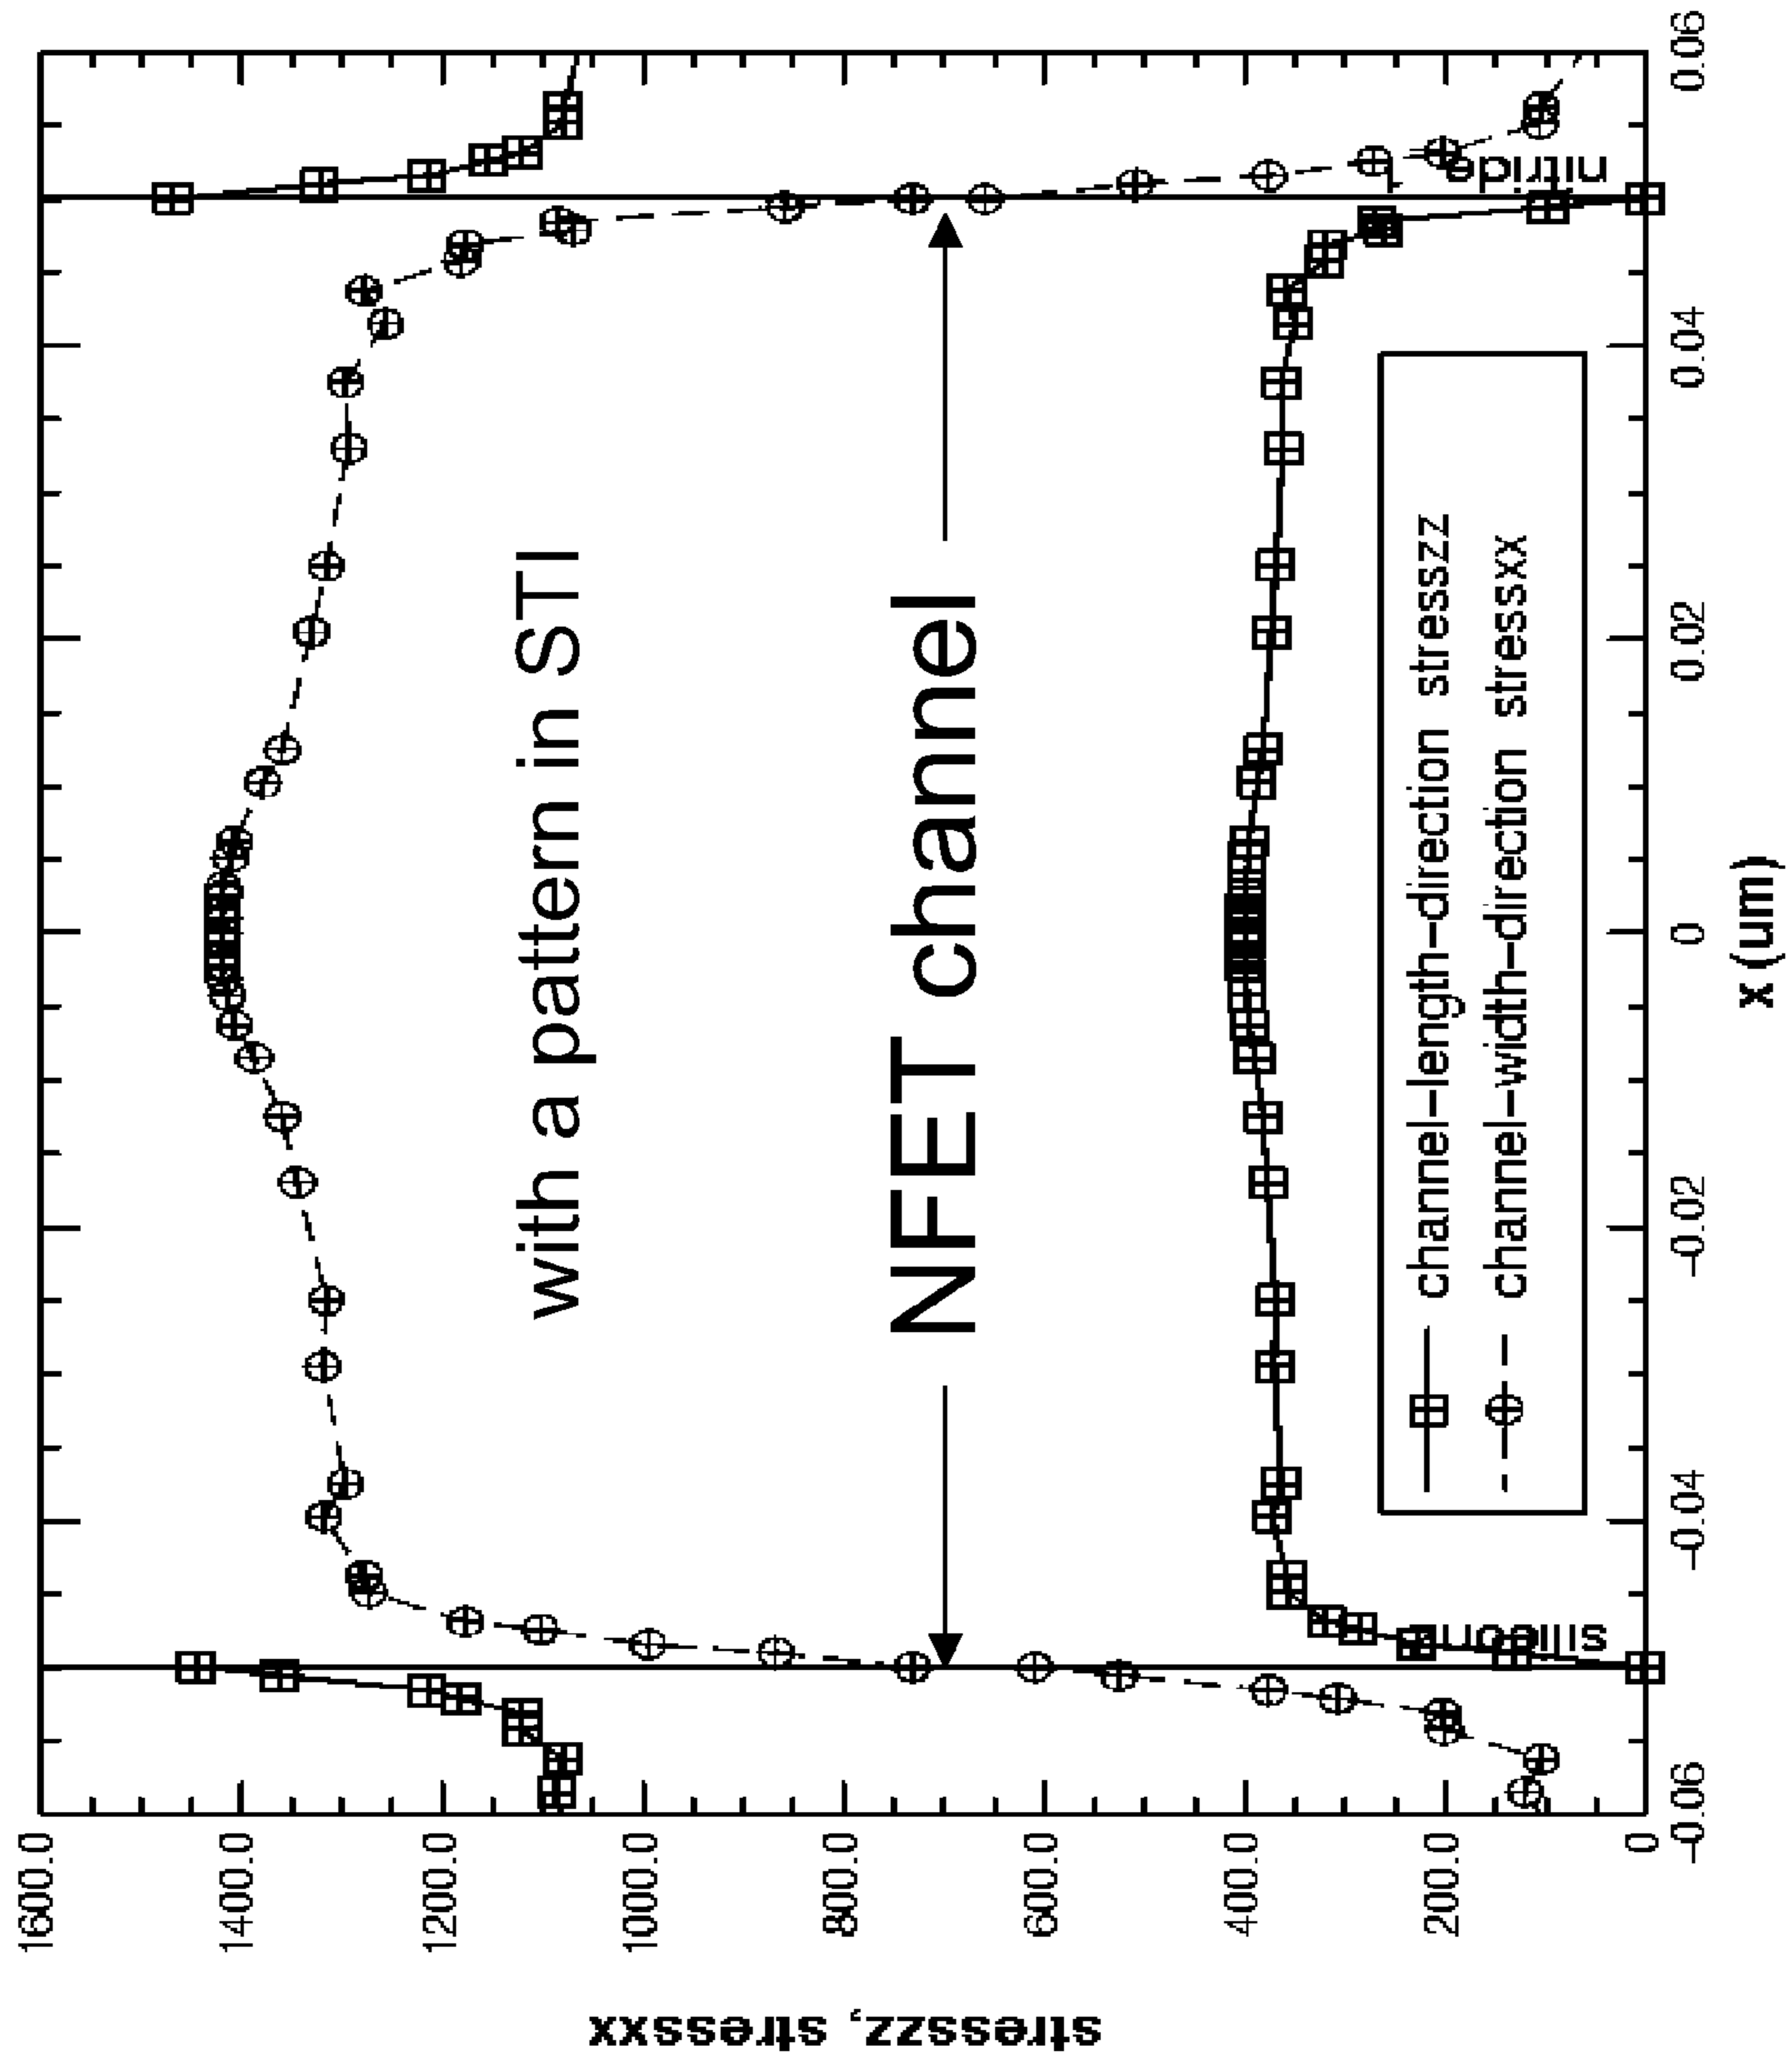 stresszz, stressxx
1600.0
1400.0
1200.0
1000.0
800.0
600.0
400.0
200.0
0
with a pattern in STI
NFET channel
channel-length-direction stresszz
channel-width-direction stressxx
silicon
nitride
-0.06
-0.04
-0.02
0
0.02
0.04
0.06
x (um)